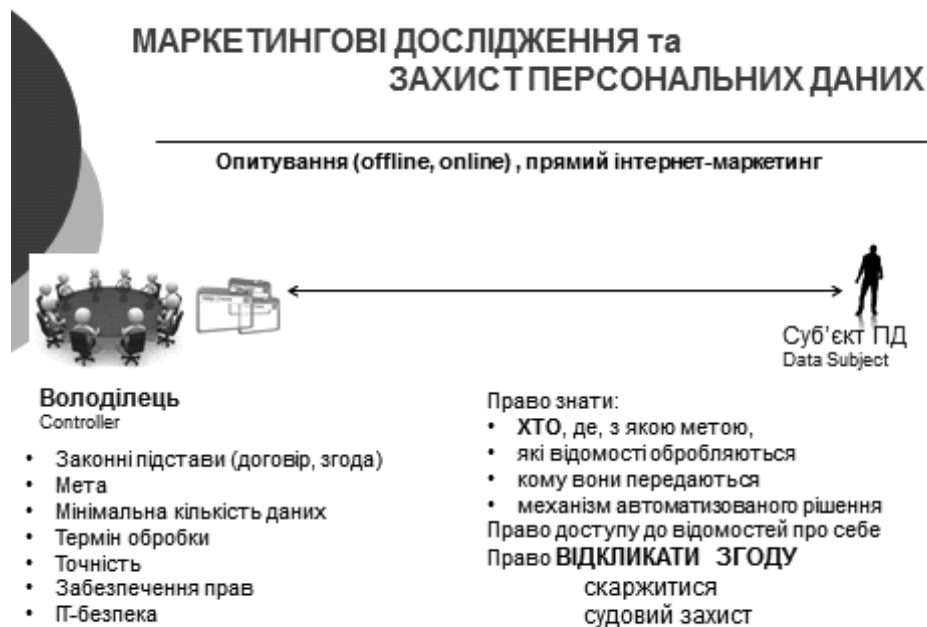 МАРКЕТИНГОВІ ДОСЛІДЖЕННЯ та
ЗАХИСТ ПЕРСОНАЛЬНИХ ДАНИХ
Опитування (offline, online) , прямий інтернет-маркетинг
Суб'єкт ПД
Data Subject
Володілець
Controller
• Законні підстави (договір, згода)
• Мета
• Мінімальна кількість даних
• Термін обробки
• Точність
• Забезпечення прав
• ІТ-безпека
Право знати:
• ХТО, де, з якою метою,
• які відомості обробляються
• кому вони передаються
• механізм автоматизованого рішення
Право доступу до відомостей про себе
Право ВІДКЛИКАТИ ЗГОДУ
скаржитися
судовий захист